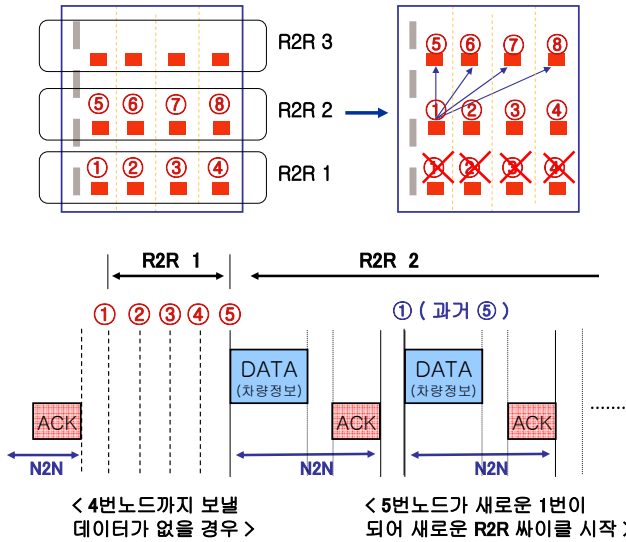 R2R 3
⑤ ⑥ ⑦ ⑧
R2R 2
① ② ③ ④
R2R 1
⑤ ⑥ ⑦ ⑧
① ② ③ ④
① ② ③ ④
R2R 1
R2R 2
① ② ③ ④ ⑤
① ( 과거 ⑤ )
DATA
(차량정보)
DATA
(차량정보)
ACK
ACK
ACK
........
N2N
N2N
N2N
< 4번노드까지 보낼
데이터가 없을 경우 >
< 5번노드가 새로운 1번이
되어 새로운 R2R 싸이클 시작 >